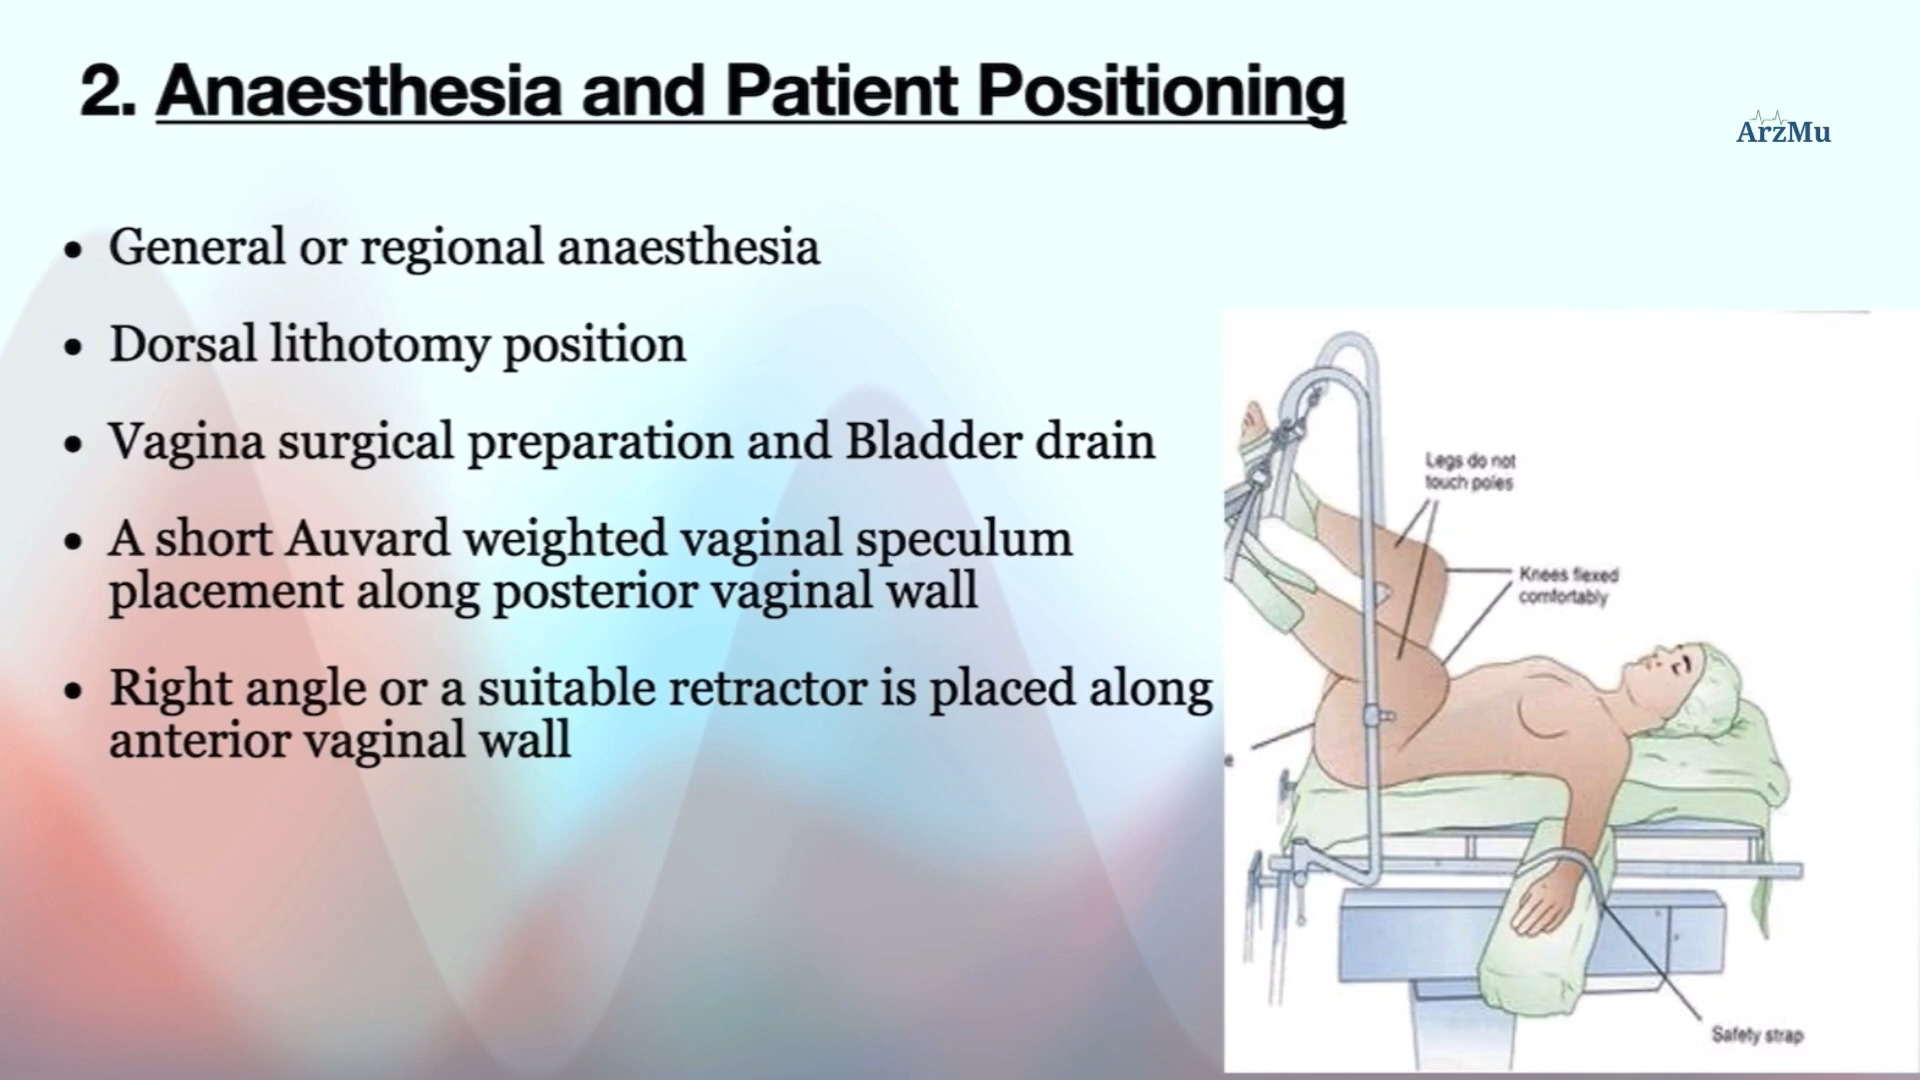 2. Anaesthesia and Patient Positioning
ArzMu
• General or regional anaesthesia
• Dorsal lithotomy position
• Vagina surgical preparation and Bladder drain
• A short Auvard weighted vaginal speculum
placement along posterior vaginal wall
• Right angle or a suitable retractor is placed along
anterior vaginal wall
Legs do not
touch poles
Knees flexed
comfortably
e
Safety strap